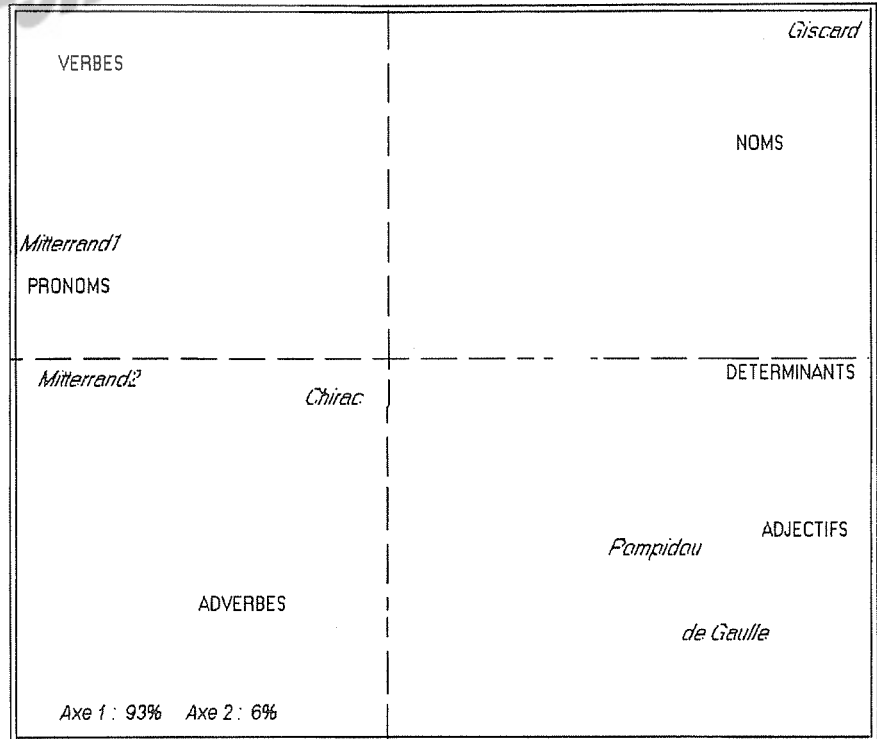 Giscard
VERBES
NOMS
Mitterrand1
PRONOMS
DETERMINANTS
Mitterrand2
Chirac
ADJECTIFS
Pompidou
ADVERBES
de Gaulle
Axe 1 : 93% Axe 2 : 6%